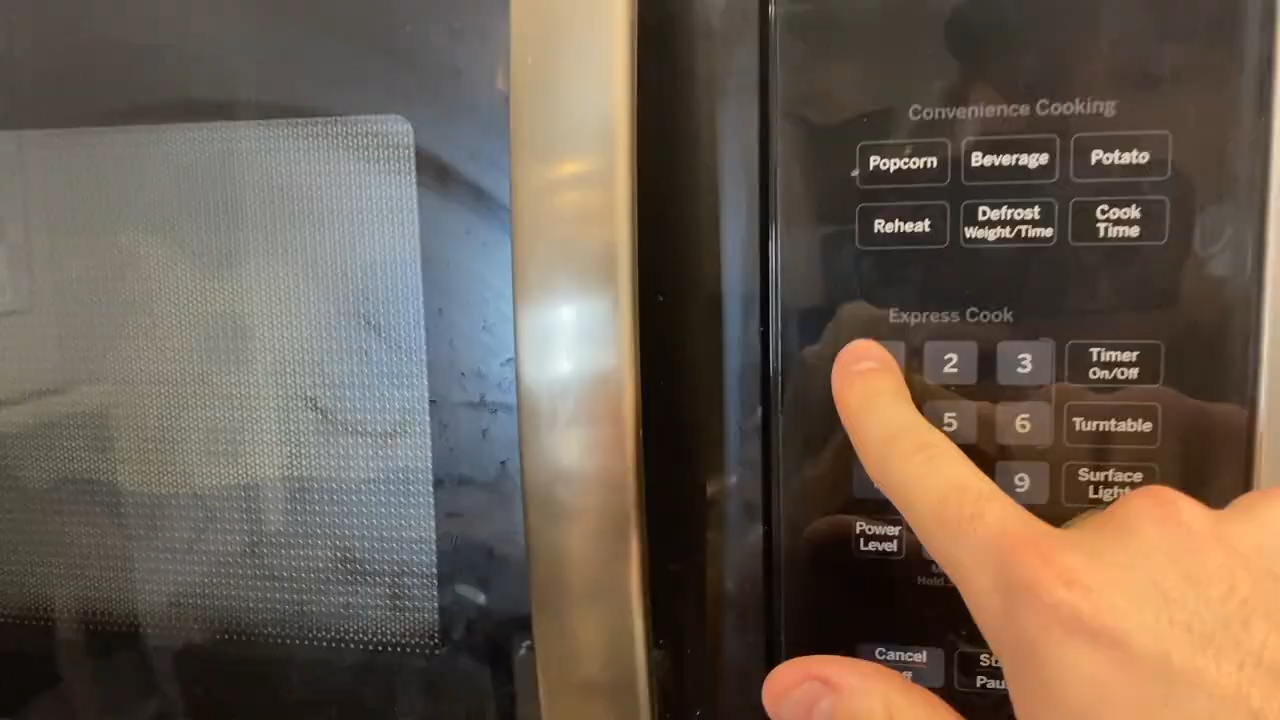 Convenience Cooking
Popcorn Beverage Potato
Reheat Defrost Weight/Time Cook Time
Express Cook
2 3 Timer On/Off
5 6 Turntable
9 Surface
Power Level
Hold
Cancel